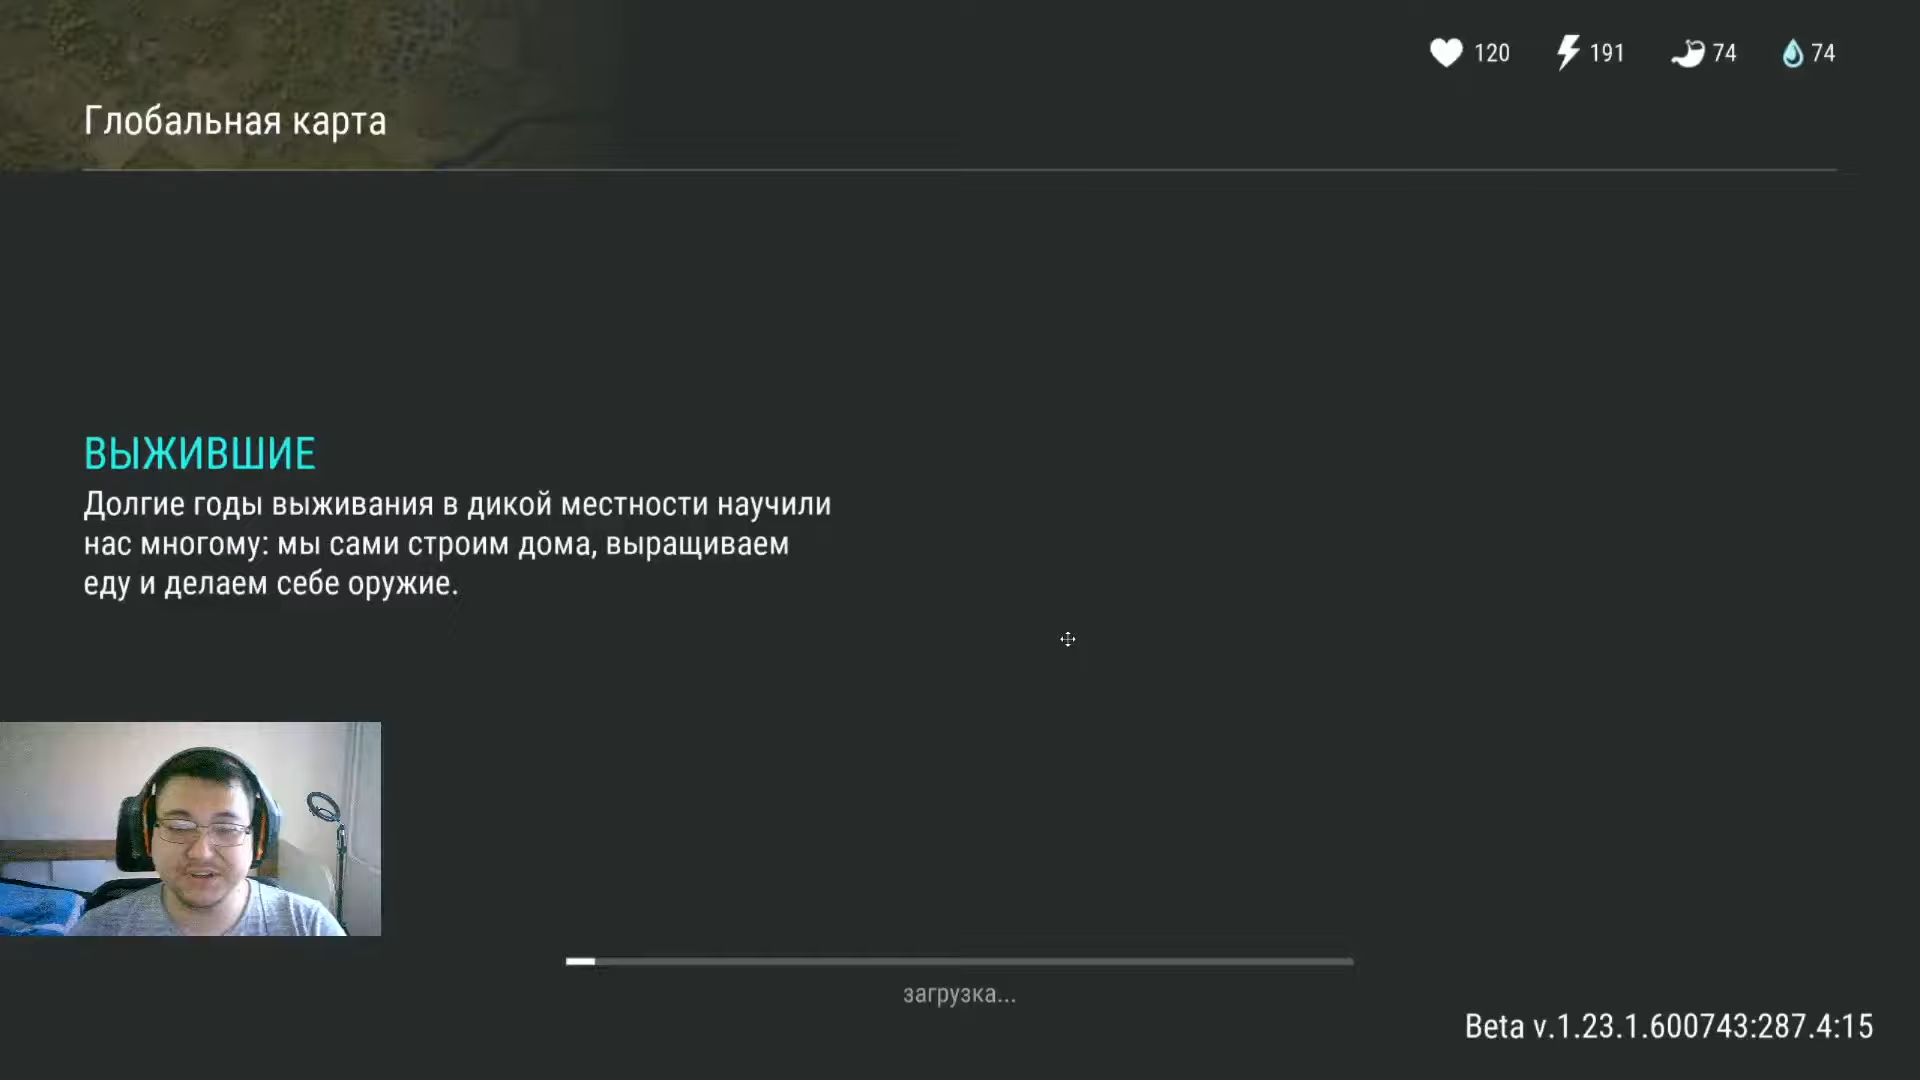 120 191 74 74
Глобальная карта
ВЫЖИВШИЕ
Долгие годы выживания в дикой местности научили
нас многому: мы сами строим дома, выращиваем
еду и делаем себе оружие.
загрузка...
Beta v.1.23.1.600743:287.4:15